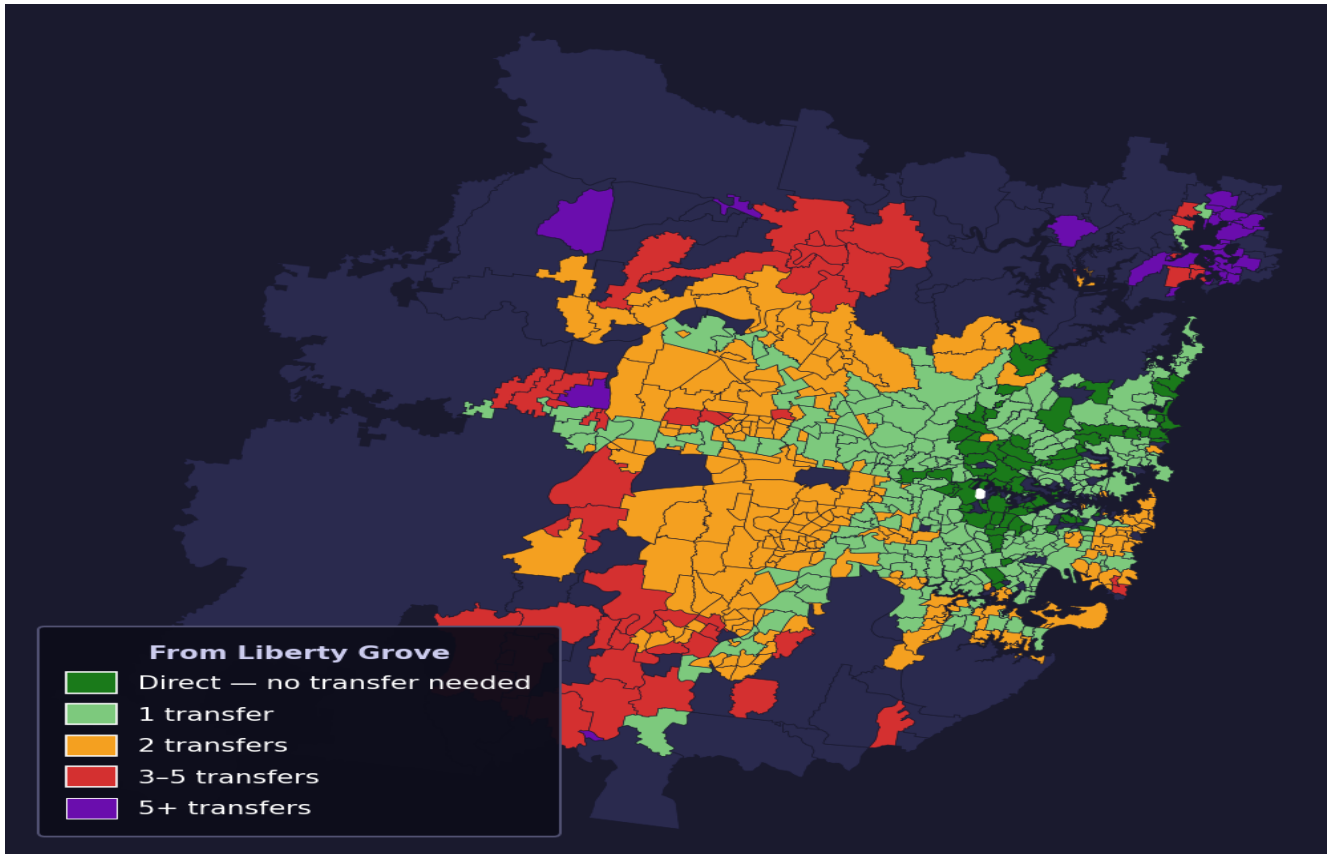 From Liberty Grove
Direct — no transfer needed
1 transfer
2 transfers
3–5 transfers
5+ transfers